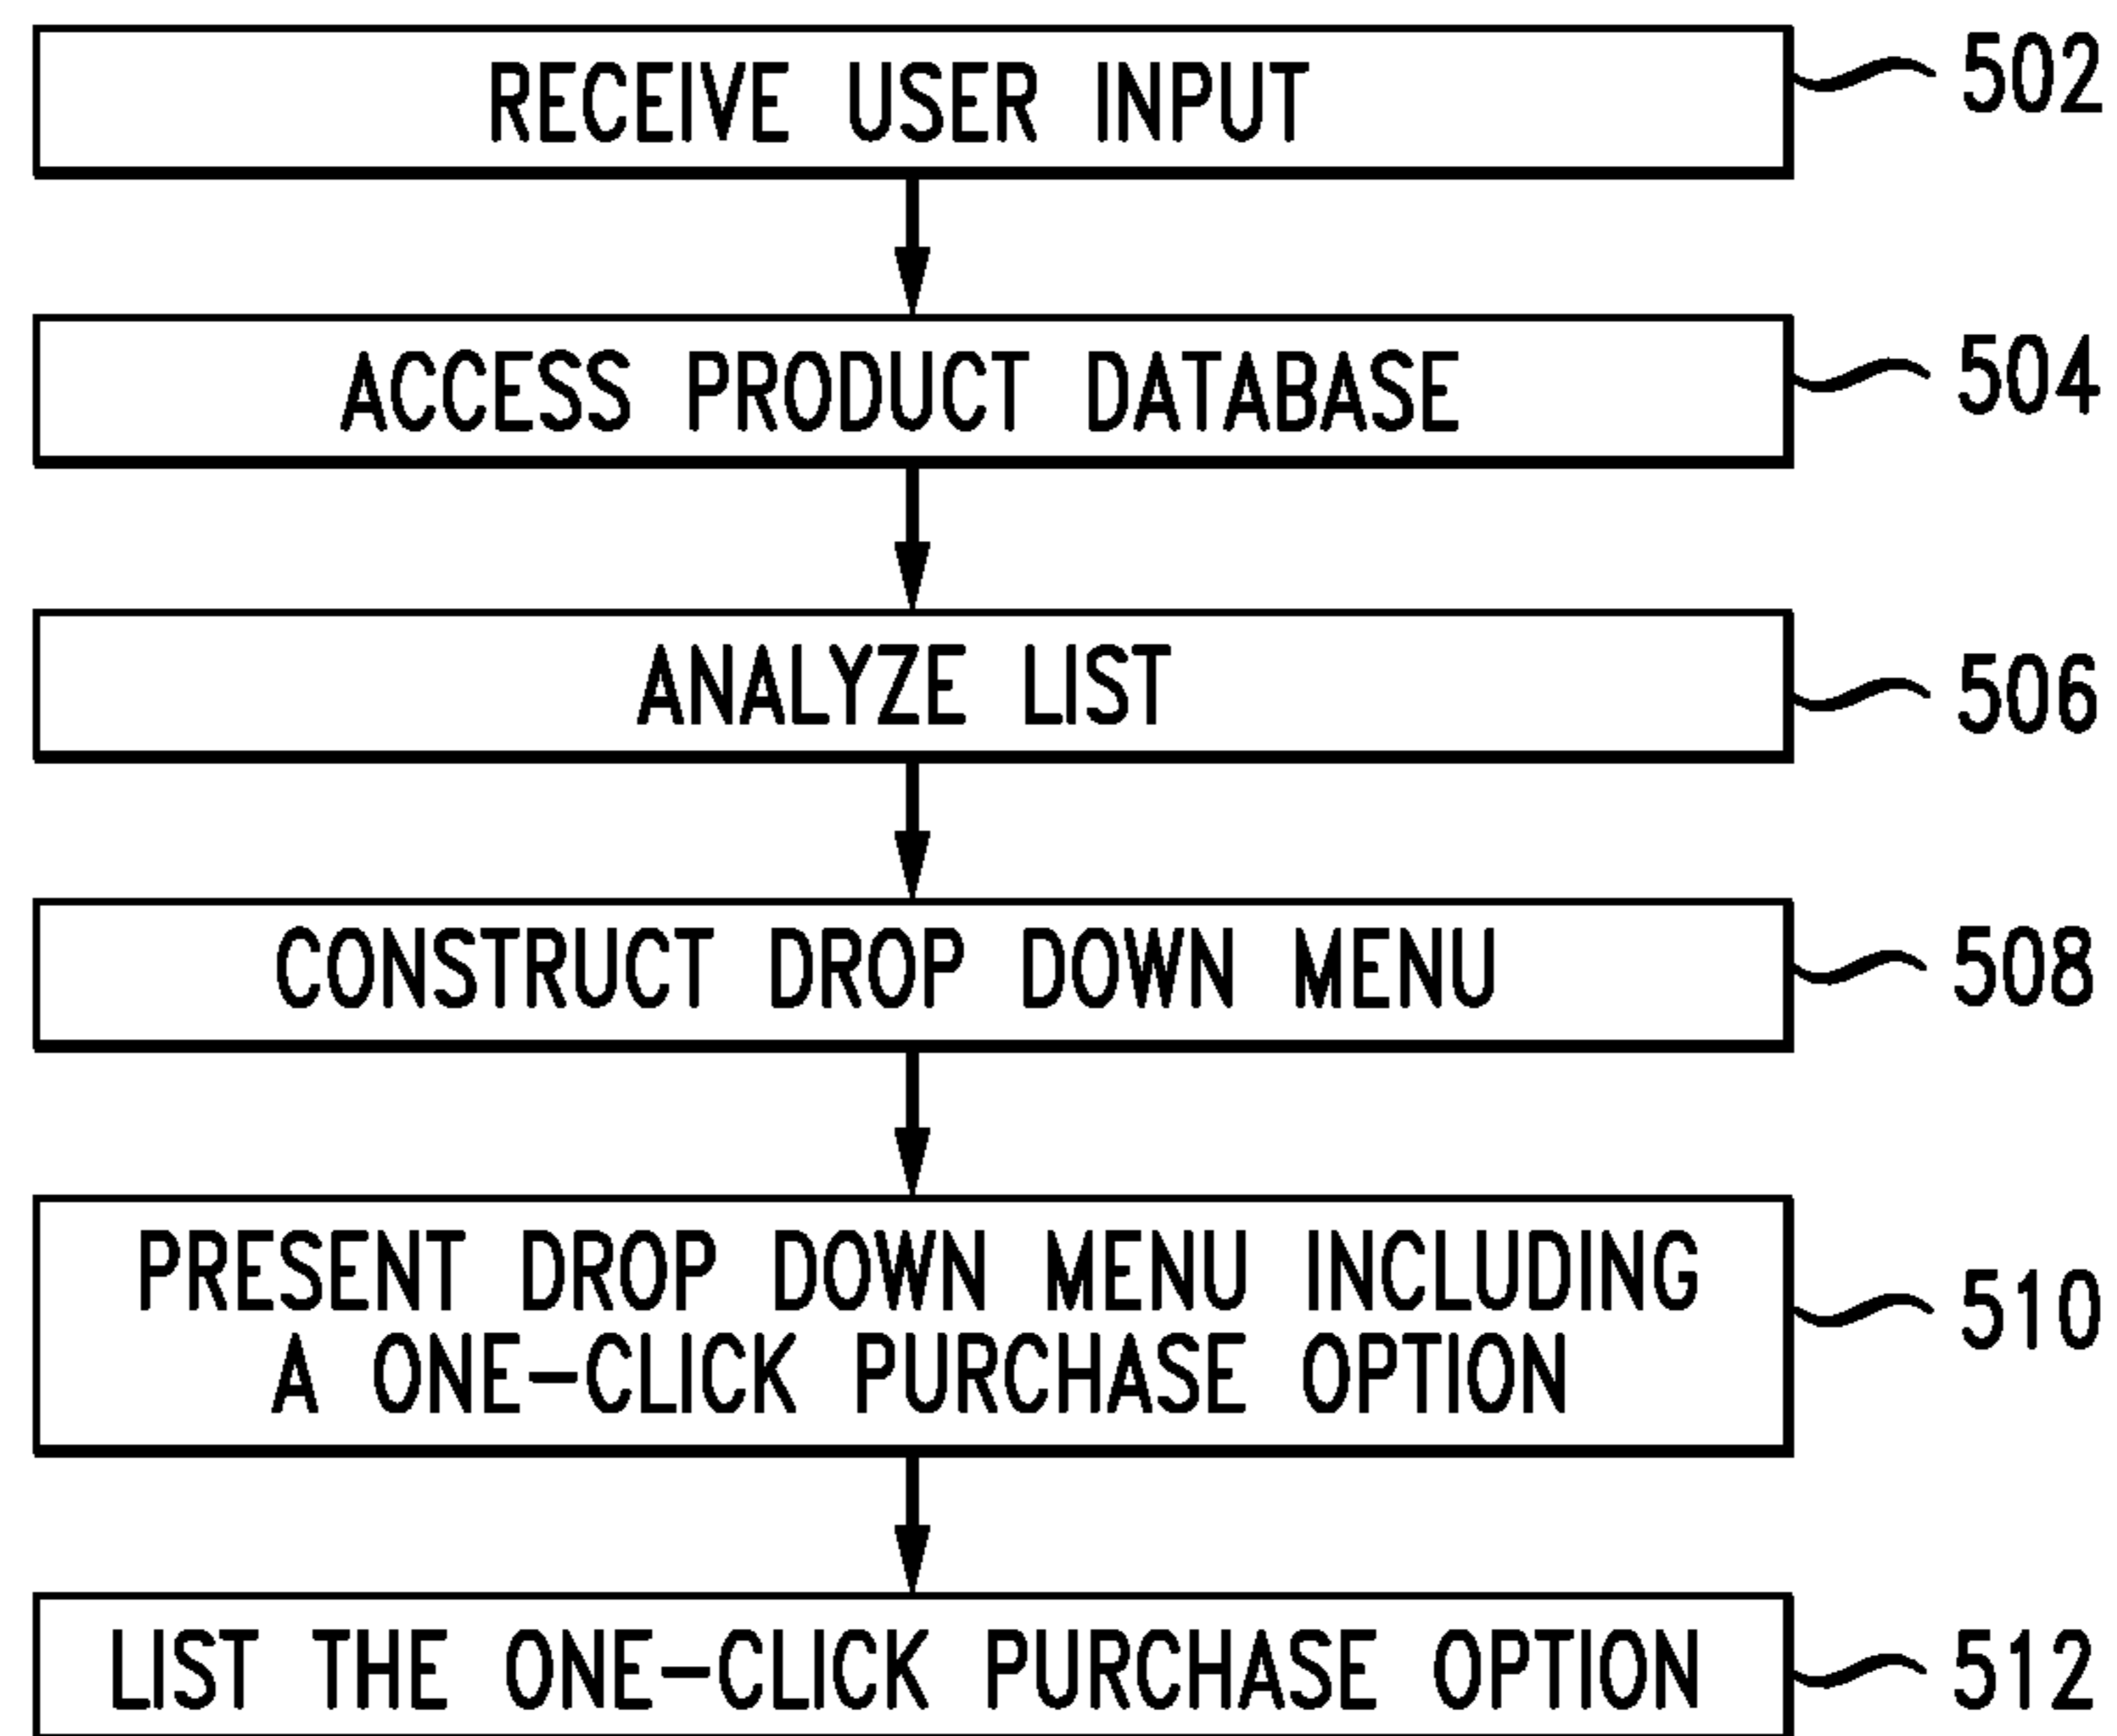 RECEIVE USER INPUT
502
ACCESS PRODUCT DATABASE
504
ANALYZE LIST
506
CONSTRUCT DROP DOWN MENU
508
PRESENT DROP DOWN MENU INCLUDING
A ONE-CLICK PURCHASE OPTION
510
LIST THE ONE-CLICK PURCHASE OPTION
512